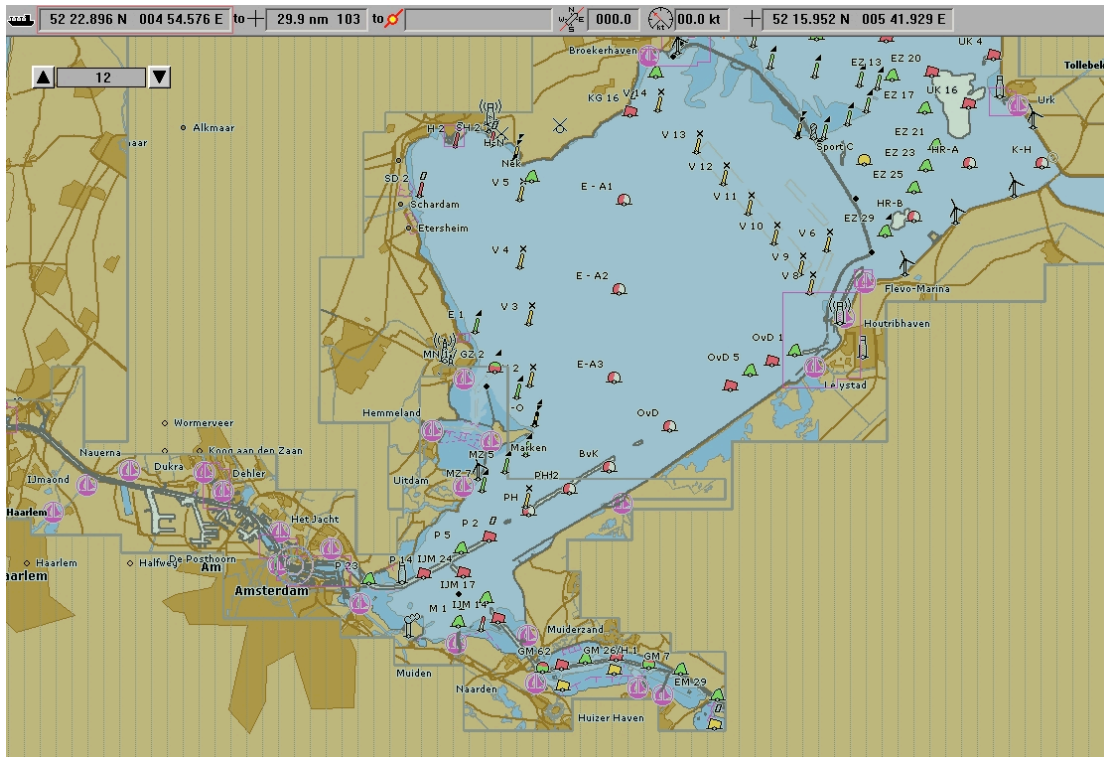 52 22.896 N 004 54.576 E to 29.9 nm 103 to 000.0 00.0 kt 52 15.952 N 005 41.929 E
12
Broekerhaven
UK 4
EZ 13
EZ 20
Tollebek
UK 16
KG 16
V 14
EZ 17
Urk
Alkmaar
H 2
SH 2
H-N
V 13
Sport C
EZ 21
EZ 23
HR-A
K-H
Nek
V 12
EZ 25
SD 2
V 5
E - A1
V 11
HR-B
Schardam
V 10
EZ 29
Etersheim
V 6
V 4
V 9
E - A2
V 8
Flevo-Marina
V 3
E 1
Houtribhaven
OvD 1
MN 1
GZ 2
OvD 5
2
E-A3
Lelystad
-O
OvD
Hemmeland
Wormerveer
Marken
Nauerna
Koog aan den Zaan
MZ 5
BvK
Dukra
MZ 7
PH2
Dehler
IJmaond
Uitdam
PH
Haarlem
Het Jacht
P 2
P 5
De Posthoorn
P 14
IJM 24
Haarlem
Halfweg
Am
P 23
aarlem
IJM 17
Amsterdam
M 1
IJM 14
Muiderzand
GM 62
GM 26/H 1
GM 7
Muiden
EM 29
Naarden
Huizer Haven